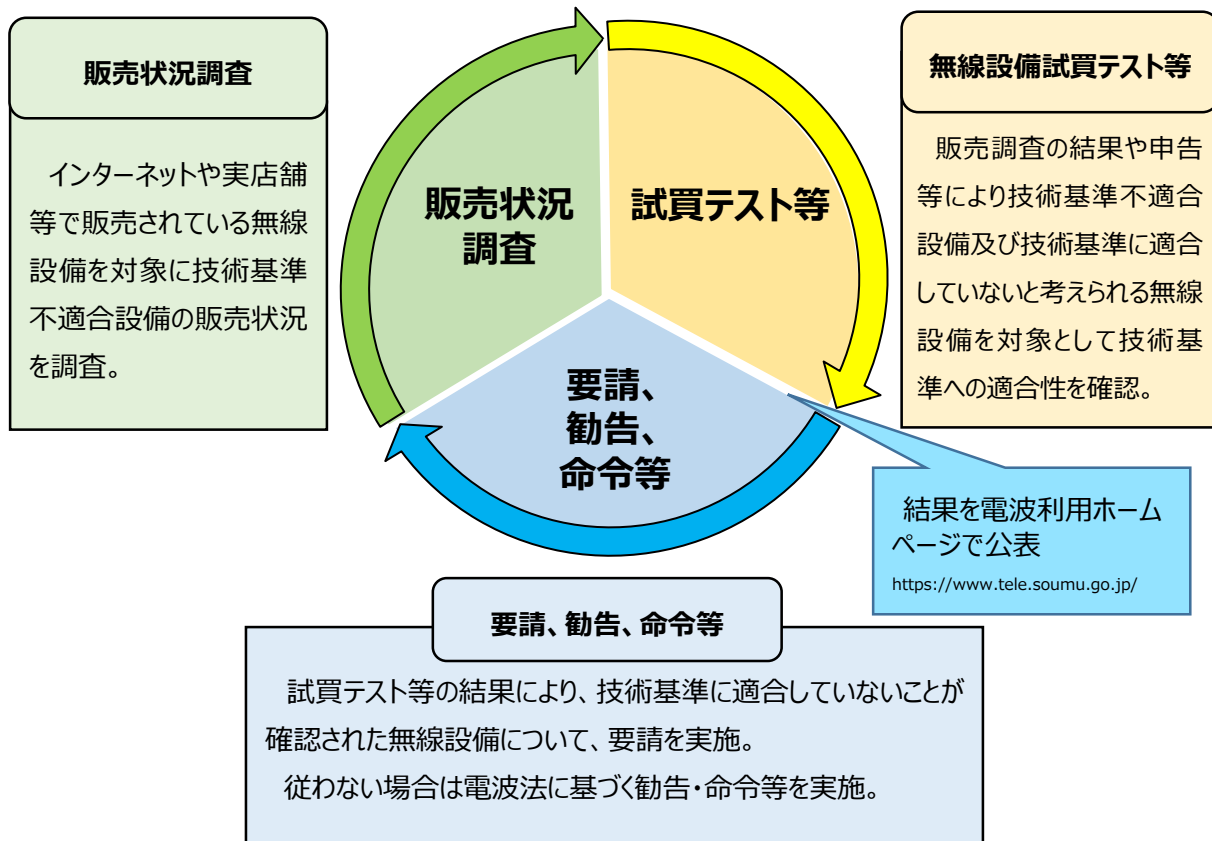 販売状況調査
インターネットや実店舗
等で販売されている無線
設備を対象に技術基準
不適合設備の販売状況
を調査。
販売状況
調査
試買テスト等
要請、
勧告、
命令等
無線設備試買テスト等
販売調査の結果や申告
等により技術基準不適合
設備及び技術基準に適合
していないと考えられる無線
設備を対象として技術基
準への適合性を確認。
結果を電波利用ホーム
ページで公表
https://www.tele.soumu.go.jp/
要請、勧告、命令等
試買テスト等の結果により、技術基準に適合していないことが
確認された無線設備について、要請を実施。
従わない場合は電波法に基づく勧告・命令等を実施。